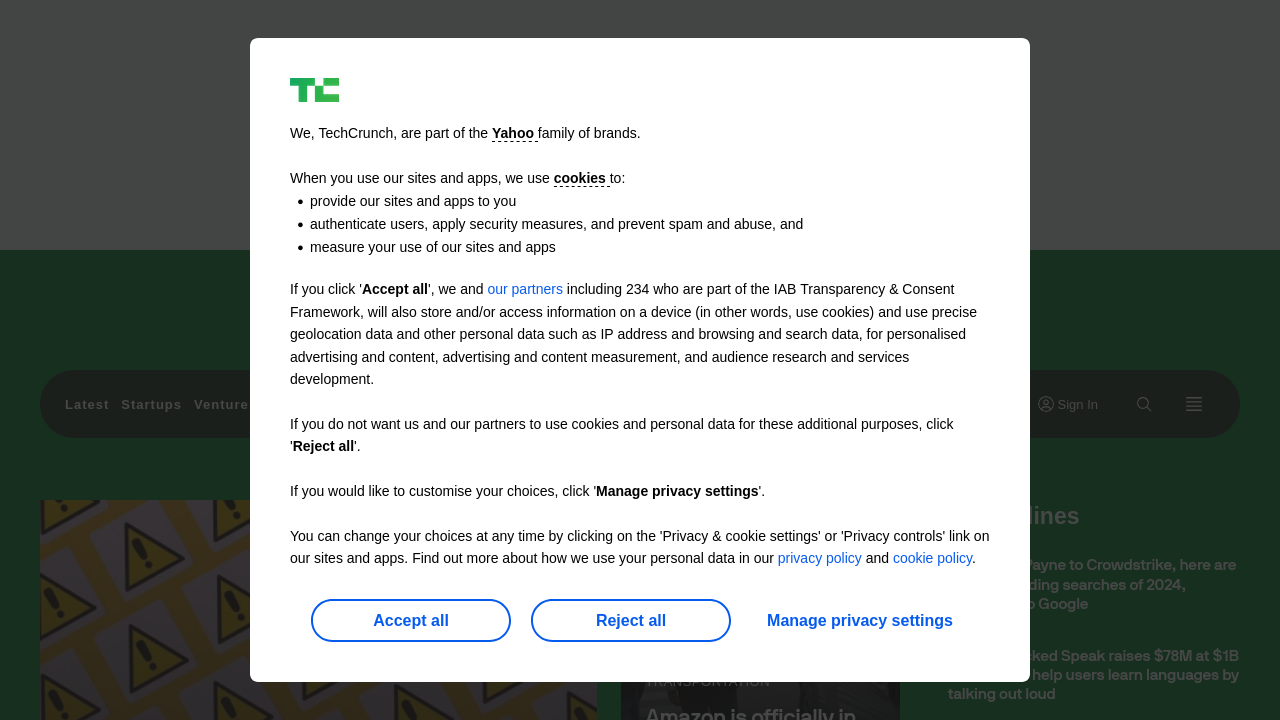 TC
We, TechCrunch, are part of the Yahoo family of brands.
When you use our sites and apps, we use cookies to:
• provide our sites and apps to you
• authenticate users, apply security measures, and prevent spam and abuse, and
• measure your use of our sites and apps
If you click 'Accept all', we and our partners including 234 who are part of the IAB Transparency & Consent
Framework, will also store and/or access information on a device (in other words, use cookies) and use precise
geolocation data and other personal data such as IP address and browsing and search data, for personalised
advertising and content, advertising and content measurement, and audience research and services
development.
If you do not want us and our partners to use cookies and personal data for these additional purposes, click
'Reject all'.
If you would like to customise your choices, click 'Manage privacy settings'.
You can change your choices at any time by clicking on the 'Privacy & cookie settings' or 'Privacy controls' link on
our sites and apps. Find out more about how we use your personal data in our privacy policy and cookie policy.
Accept all Reject all Manage privacy settings
Latest Startups Venture Sign In
lines
Payne to Crowdstrike, here are
ding searches of 2024,
Google
ked Speak raises $78M at $1B
help users learn languages by
talking out loud
TRANSPORTATION
Amazon is officially in